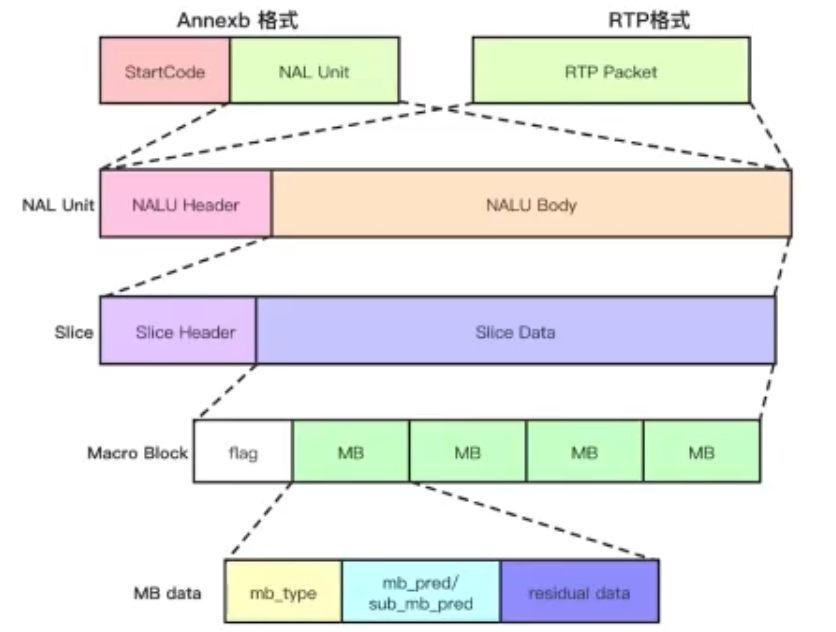 Annexb 格式
RTP格式
StartCode
NAL Unit
RTP Packet
NAL Unit
NALU Header
NALU Body
Slice
Slice Header
Slice Data
Macro Block
flag
MB
MB
MB
MB
MB data
mb_type
mb_pred/
sub_mb_pred
residual data